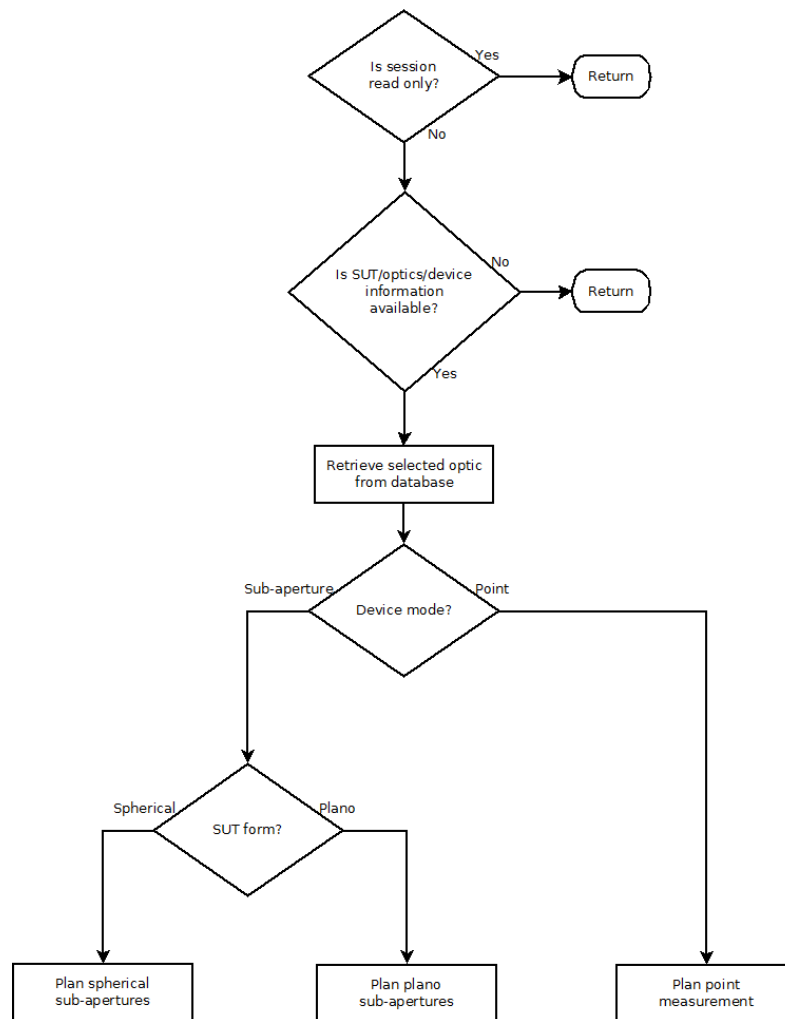 Yes
Is session
read only?
Return
No
No
Is SUT/optics/device
information
available?
Return
Yes
Retrieve selected optic
from database
Sub-aperture
Point
Device mode?
Spherical
Plano
SUT form?
Plan spherical
sub-apertures
Plan plano
sub-apertures
Plan point
measurement